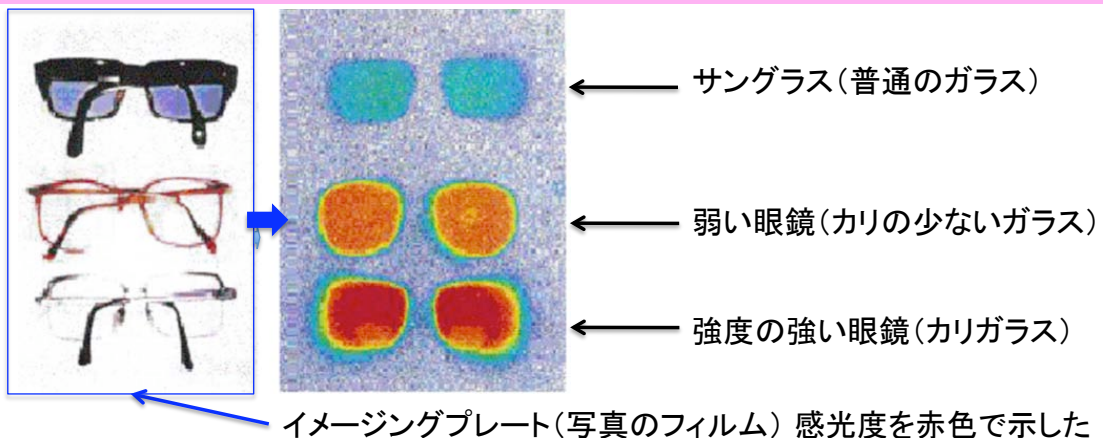 サングラス（普通のガラス）
弱い眼鏡（カリの少ないガラス）
強度の強い眼鏡（カリガラス）
イメージングプレート（写真のフィルム） 感光度を赤色で示した